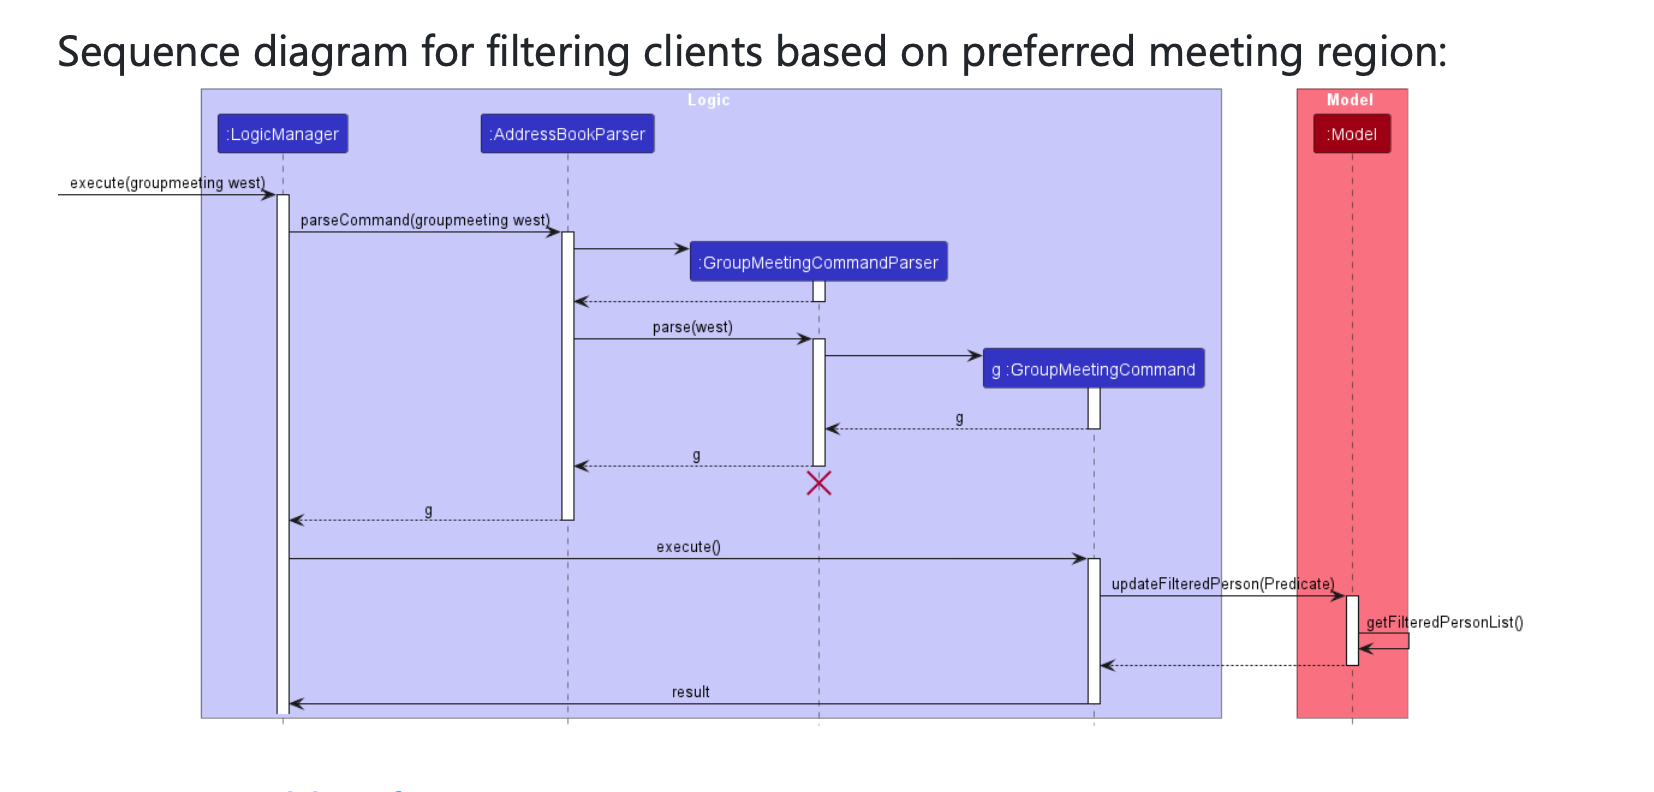 Sequence diagram for filtering clients based on preferred meeting region:
Logic
Model
:LogicManager
:AddressBookParser
:Model
execute(groupmeeting west)
parseCommand(groupmeeting west)
:GroupMeetingCommandParser
parse(west)
g :GroupMeetingCommand
g
g
g
execute()
updateFilteredPerson(Predicate)
getFilteredPersonList()
result